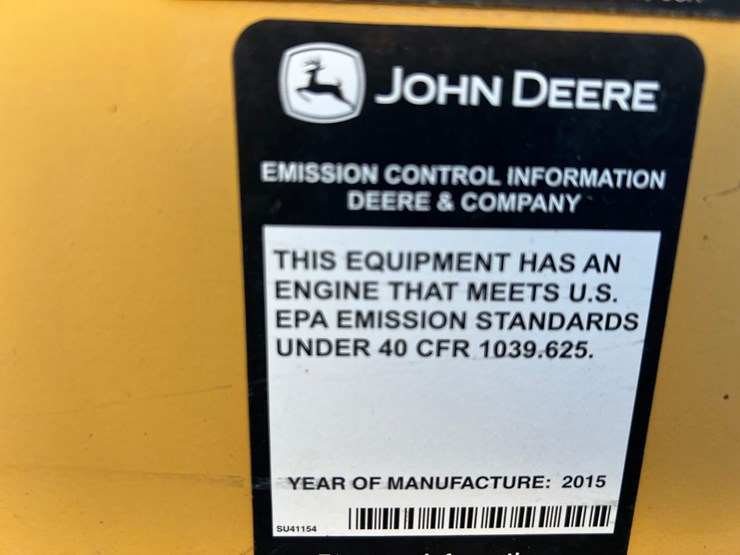 JOHN DEERE
EMISSION CONTROL INFORMATION
DEERE & COMPANY
THIS EQUIPMENT HAS AN
ENGINE THAT MEETS U.S.
EPA EMISSION STANDARDS
UNDER 40 CFR 1039.625.
YEAR OF MANUFACTURE: 2015
SU41154